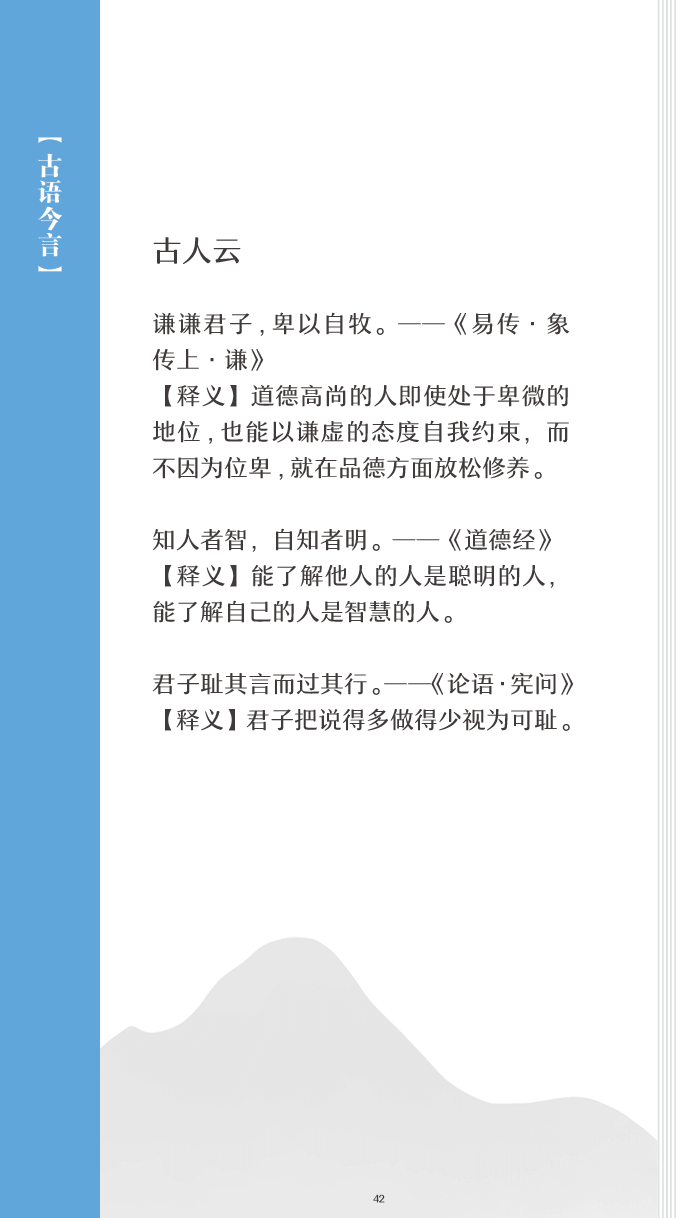 【古语今言】
古人云
谦谦君子,卑以自牧。——《易传·象
传上·谦》
【释义】道德高尚的人即使处于卑微的
地位,也能以谦虚的态度自我约束，而
不因为位卑,就在品德方面放松修养。
知人者智，自知者明。——《道德经》
【释义】能了解他人的人是聪明的人，
能了解自己的人是智慧的人。
君子耻其言而过其行。——《论语·宪问》
【释义】君子把说得多做得少视为可耻。
42